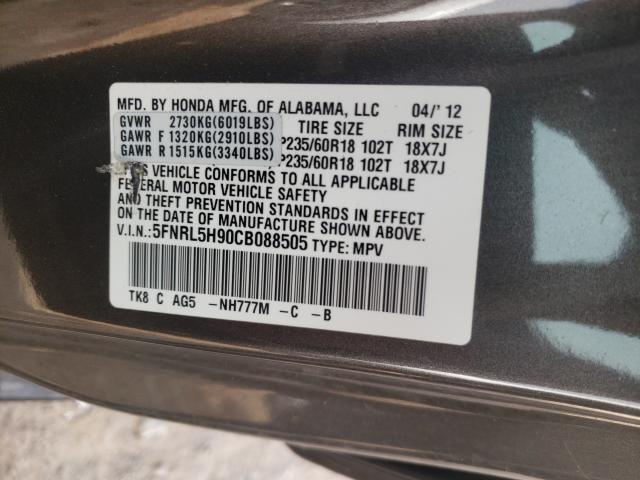 MFD. BY HONDA MFG. OF ALABAMA, LLC 04/'12
GVWR 2730KG(6019LBS) TIRE SIZE RIM SIZE
GAWR F 1320KG(2910LBS) P235/60R18 102T 18X7J
GAWR R 1515KG(3340LBS) P235/60R18 102T 18X7J
VEHICLE CONFORMS TO ALL APPLICABLE
FEDERAL MOTOR VEHICLE SAFETY
AND THEFT PREVENTION STANDARDS IN EFFECT
ON THE DATE OF MANUFACTURE SHOWN ABOVE.
V.I.N.: 5FNRL5H90CB088505 TYPE: MPV
TK8 C AG5 -NH777M -C -B